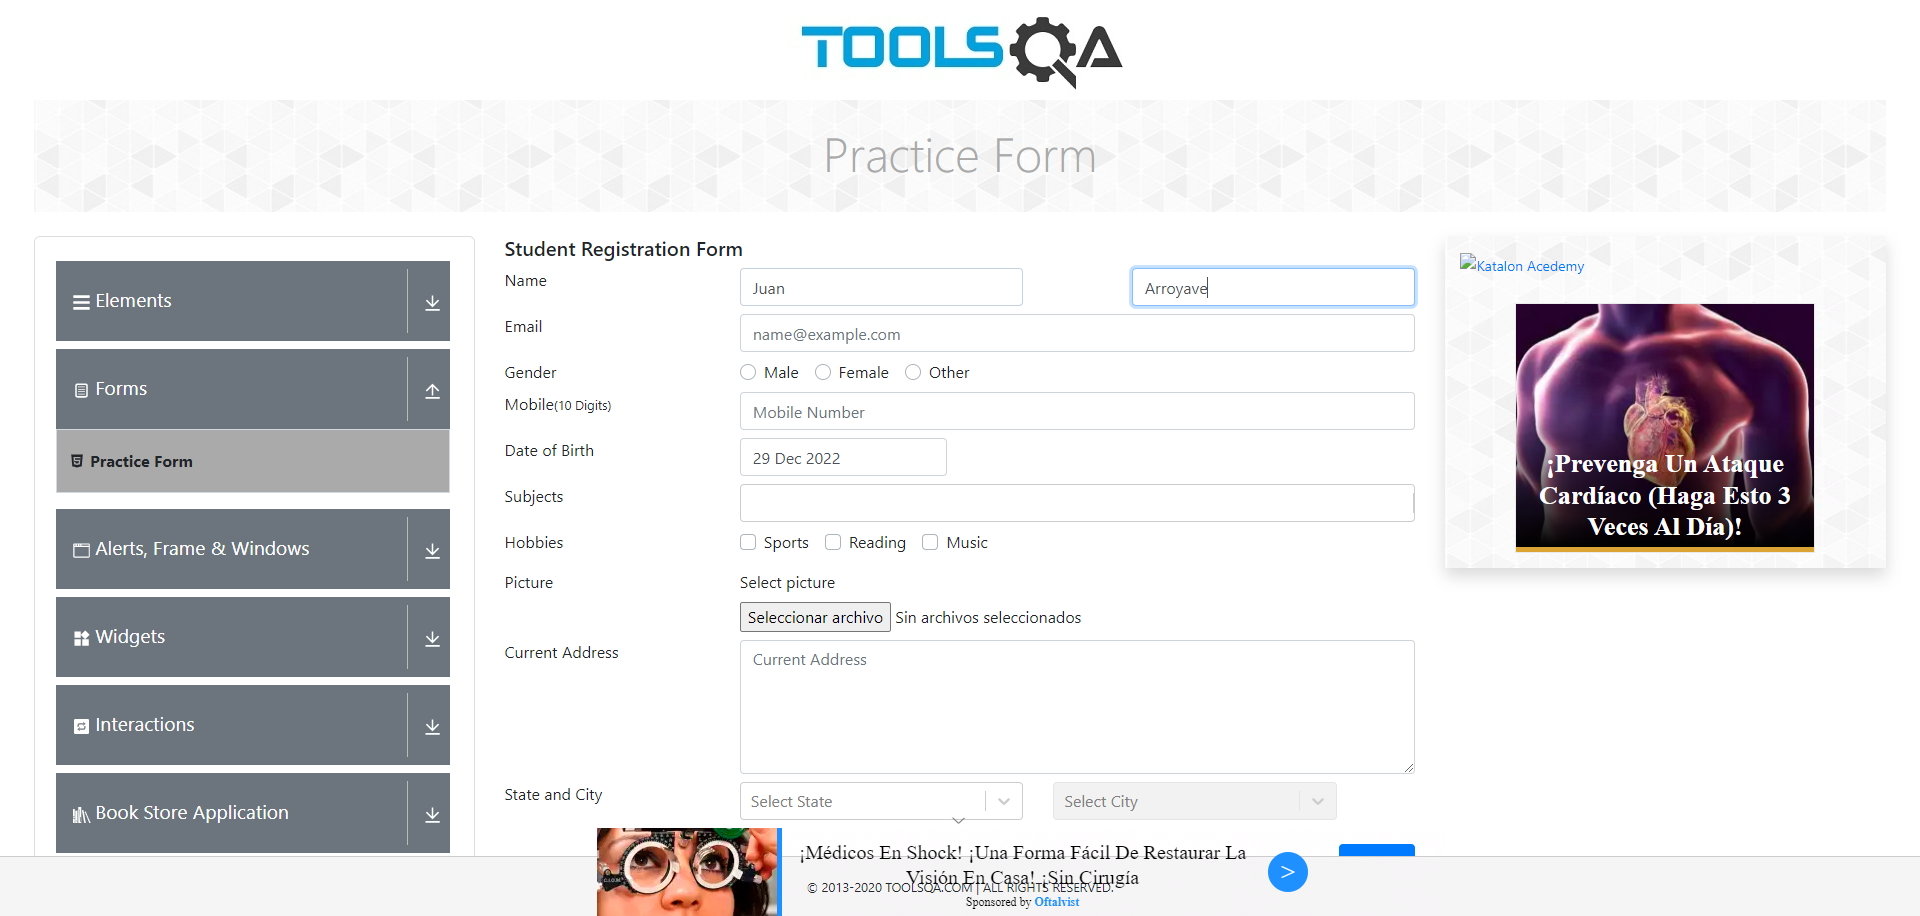 TOOLSQA
Practice Form
Elements
Forms
Practice Form
Alerts, Frame & Windows
Widgets
Interactions
Book Store Application
Student Registration Form
Name
Juan
Arroyave
Email
name@example.com
Gender
Male
Female
Other
Mobile(10 Digits)
Mobile Number
Date of Birth
29 Dec 2022
Subjects
Hobbies
Sports
Reading
Music
Picture
Select picture
Seleccionar archivo Sin archivos seleccionados
Current Address
Current Address
State and City
Select State
Select City
Katalon Acedemy
¡Prevenga Un Ataque
Cardíaco (Haga Esto 3
Veces Al Día)!
¡Médicos En Shock! ¡Una Forma Fácil De Restaurar La
Visión En Casa! ¡Sin Cirugía
© 2013-2020 TOOLSQA.COM | ALL RIGHTS RESERVED.
Sponsored by Oftalvist